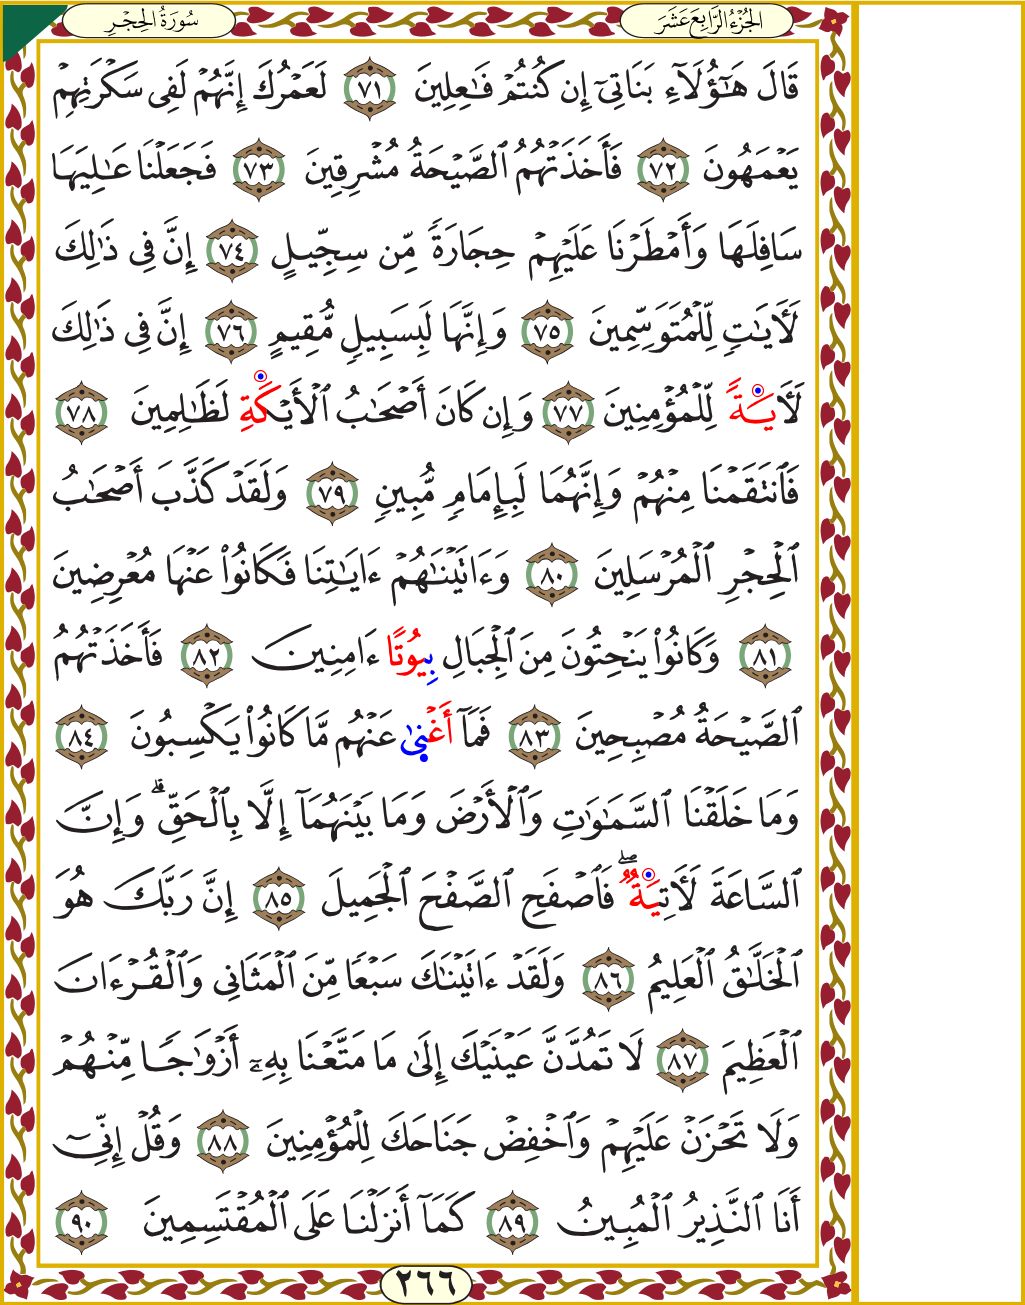 سُورَةُ الحِجْرِ
الجُزْءُ الرَّابِعَ عَشَرَ
قَالَ هَٰٓؤُلَآءِ بَنَاتِيٓ إِن كُنتُمْ فَٰعِلِينَ ٧١ لَعَمْرُكَ إِنَّهُمْ لَفِي سَكْرَتِهِمْ
يَعْمَهُونَ ٧٢ فَأَخَذَتْهُمُ ٱلصَّيْحَةُ مُشْرِقِينَ ٧٣ فَجَعَلْنَا عَٰلِيَهَا
سَافِلَهَا وَأَمْطَرْنَا عَلَيْهِمْ حِجَارَةً مِّن سِجِّيلٍ ٧٤ إِنَّ فِي ذَٰلِكَ
لَأٓيَٰتٍ لِّلْمُتَوَسِّمِينَ ٧٥ وَإِنَّهَا لَبِسَبِيلٍ مُّقِيمٍ ٧٦ إِنَّ فِي ذَٰلِكَ
لَأٓيَةً لِّلْمُؤْمِنِينَ ٧٧ وَإِن كَانَ أَصْحَٰبُ ٱلْأَيْكَةِ لَظَٰلِمِينَ ٧٨
فَٱنتَقَمْنَا مِنْهُمْ وَإِنَّهُمَا لَبِإِمَامٍ مُّبِينٍ ٧٩ وَلَقَدْ كَذَّبَ أَصْحَٰبُ
ٱلْحِجْرِ ٱلْمُرْسَلِينَ ٨٠ وَءَاتَيْنَٰهُمْ ءَايَٰتِنَا فَكَانُوا۟ عَنْهَا مُعْرِضِينَ
٨١ وَكَانُوا۟ يَنْحِتُونَ مِنَ ٱلْجِبَالِ بِيُوتًا ءَامِنِينَ ٨٢ فَأَخَذَتْهُمُ
ٱلصَّيْحَةُ مُصْبِحِينَ ٨٣ فَمَآ أَغْنَىٰ عَنْهُم مَّا كَانُوا۟ يَكْسِبُونَ ٨٤
وَمَا خَلَقْنَا ٱلسَّمَٰوَٰتِ وَٱلْأَرْضَ وَمَا بَيْنَهُمَآ إِلَّا بِٱلْحَقِّ ۗ وَإِنَّ
ٱلسَّاعَةَ لَأٓتِيَةٌ ۖ فَٱصْفَحِ ٱلصَّفْحَ ٱلْجَمِيلَ ٨٥ إِنَّ رَبَّكَ هُوَ
ٱلْخَلَّٰقُ ٱلْعَلِيمُ ٨٦ وَلَقَدْ ءَاتَيْنَٰكَ سَبْعًا مِّنَ ٱلْمَثَانِي وَٱلْقُرْءَانَ
ٱلْعَظِيمَ ٨٧ لَا تَمُدَّنَّ عَيْنَيْكَ إِلَىٰ مَا مَتَّعْنَا بِهِۦٓ أَزْوَٰجًا مِّنْهُمْ
وَلَا تَحْزَنْ عَلَيْهِمْ وَٱخْفِضْ جَنَاحَكَ لِلْمُؤْمِنِينَ ٨٨ وَقُلْ إِنِّيٓ
أَنَا ٱلنَّذِيرُ ٱلْمُبِينُ ٨٩ كَمَآ أَنزَلْنَا عَلَى ٱلْمُقْتَسِمِينَ ٩٠
٢٦٦